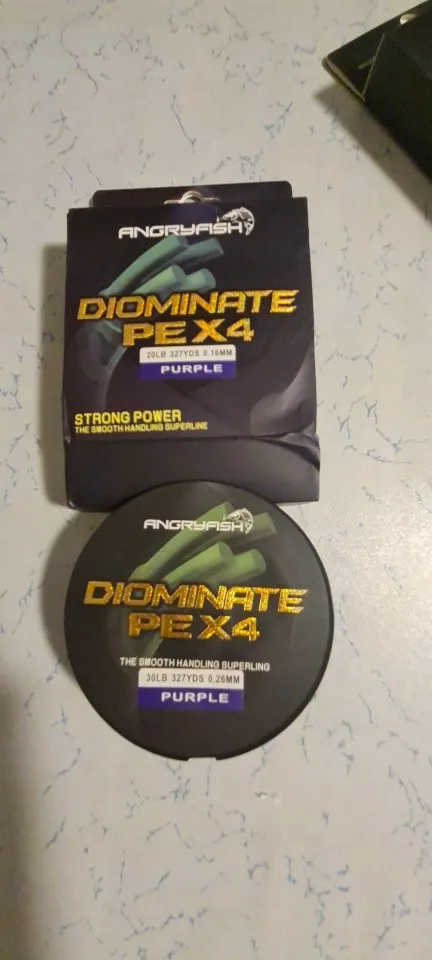 ANGRYFISH
DIOMINATE
PE X4
20LB 327YDS 0.16MM
PURPLE
STRONG POWER
THE SMOOTH HANDLING SUPERLINE
ANGRYFISH
DIOMINATE
PE X4
THE SMOOTH HANDLING SUPERLING
30LB 327YDS 0.26MM
PURPLE